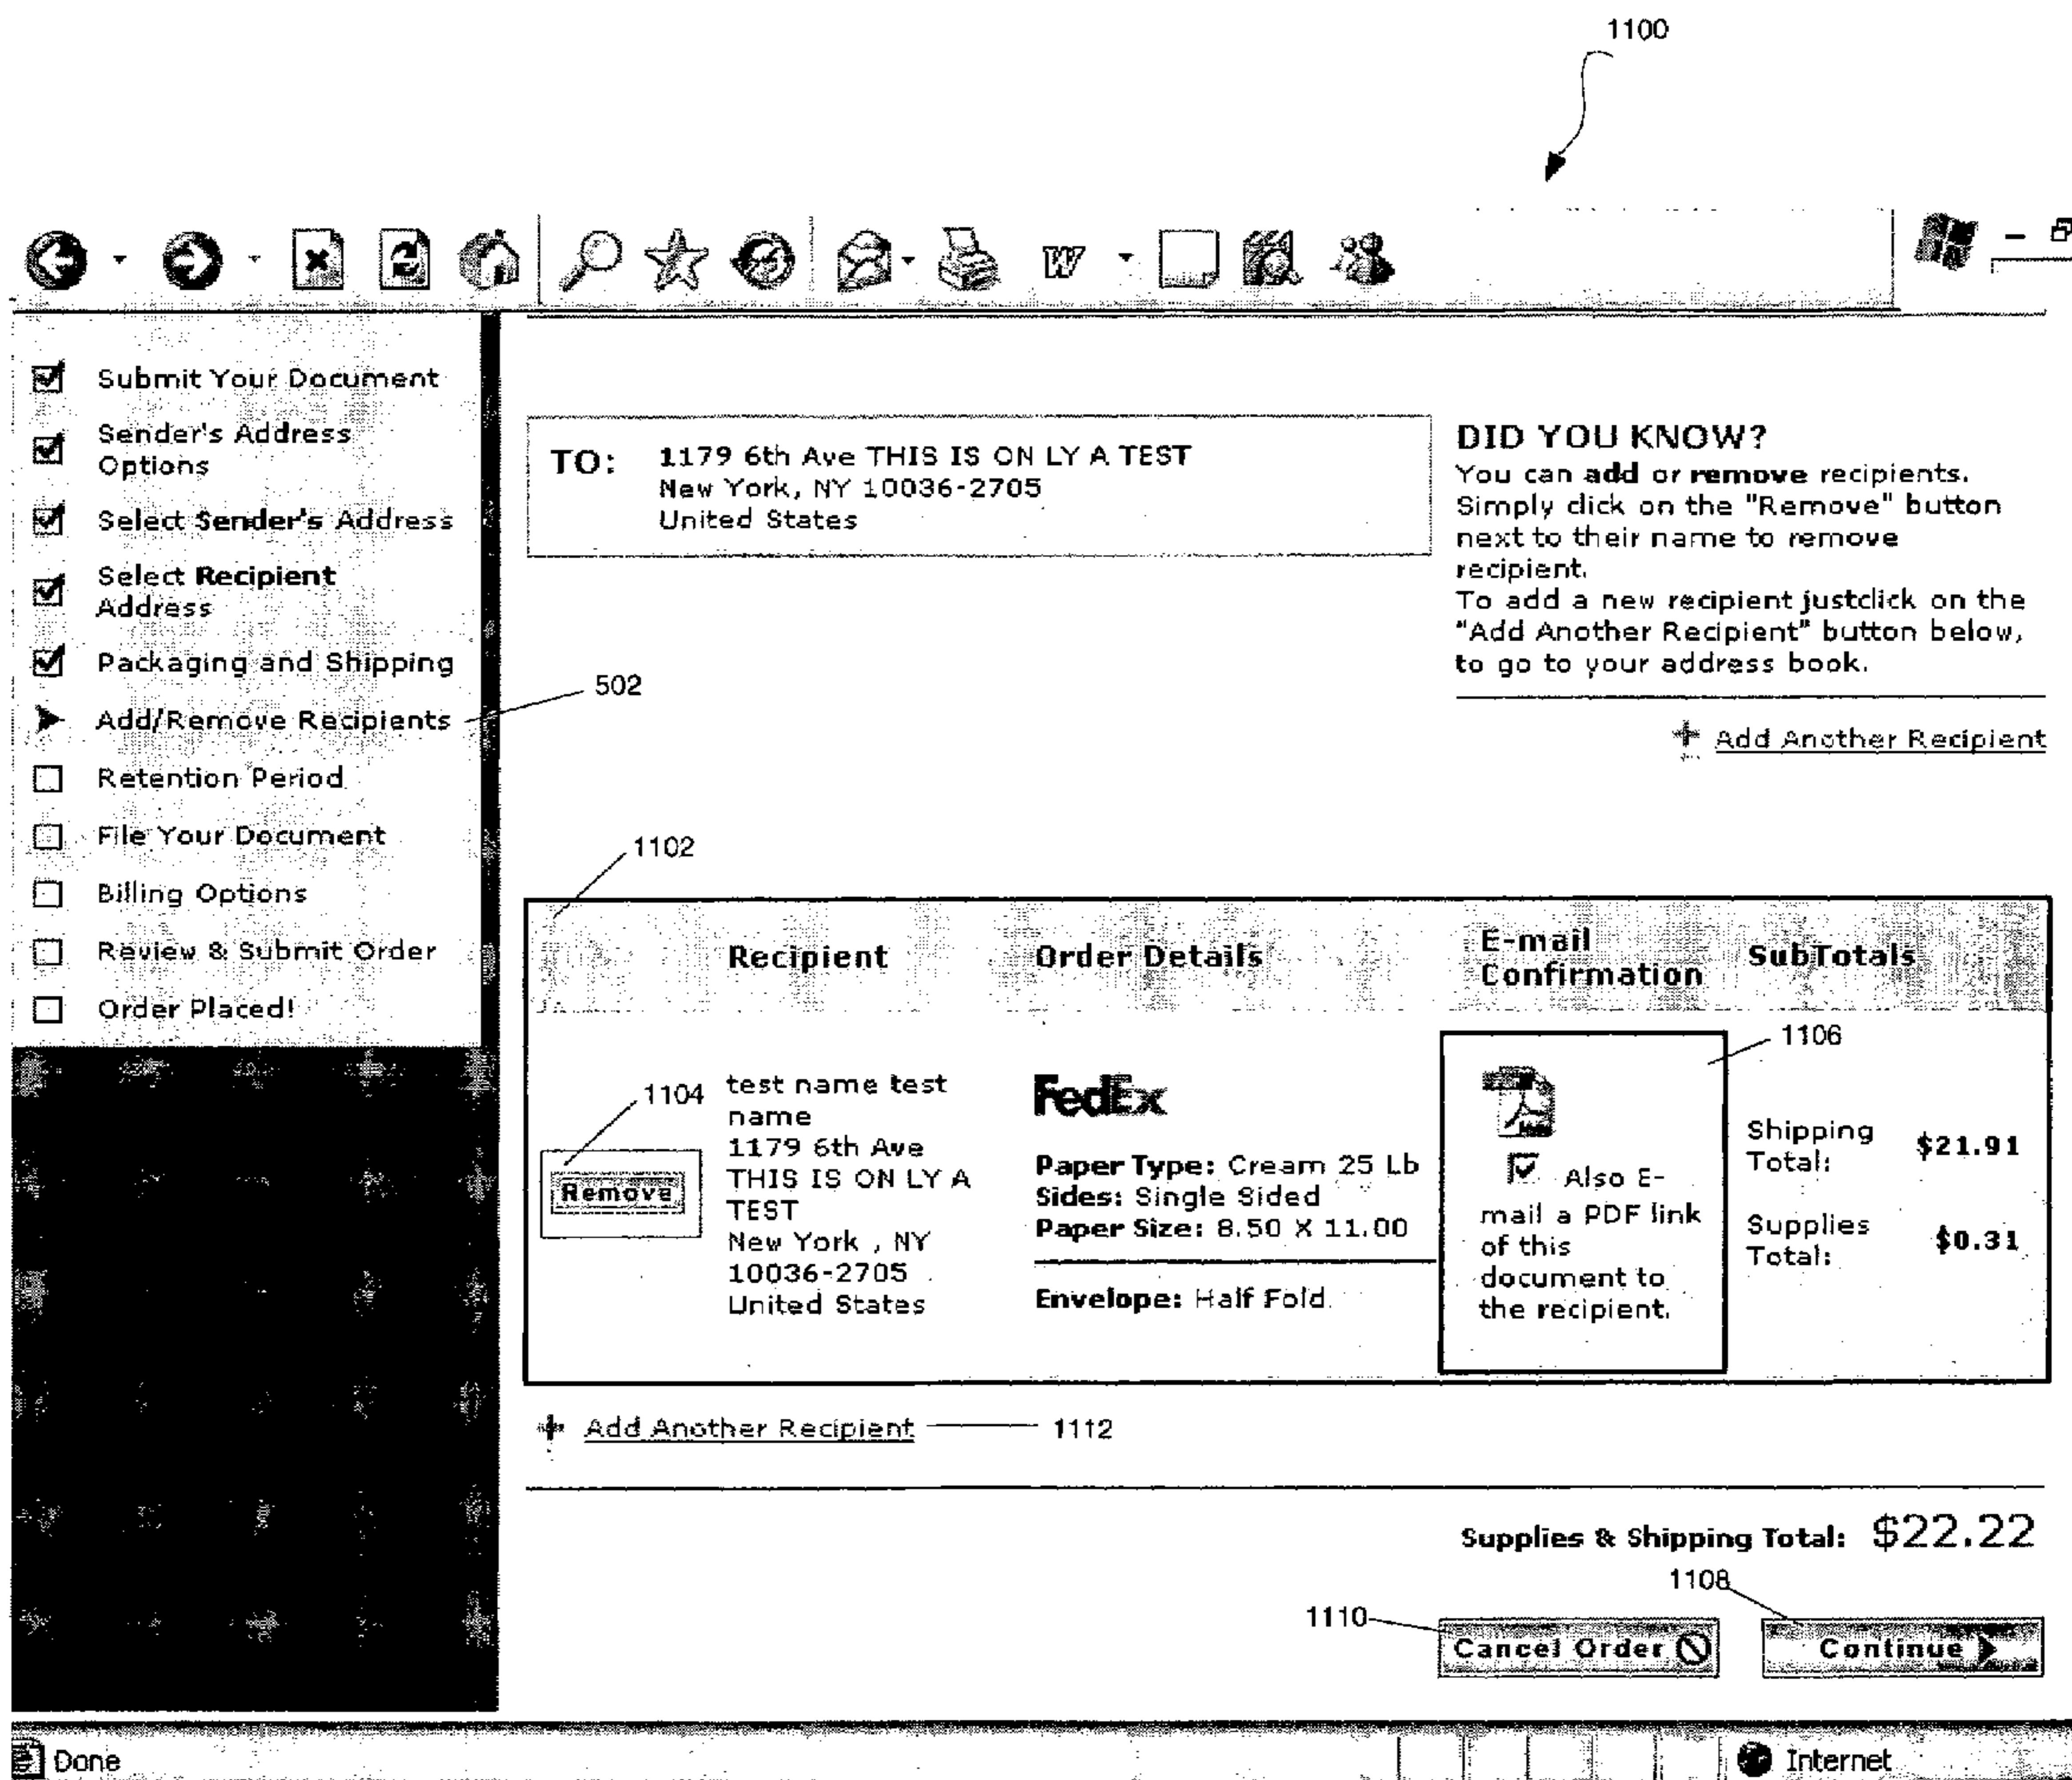 1100
Submit Your Document
Sender's Address
Options
Select Sender's Address
Select Recipient
Address
Packaging and Shipping
Add/Remove Recipients
502
Retention Period
File Your Document
Billing Options
Review & Submit Order
Order Placed!
TO:
1179 6th Ave THIS IS ON LY A TEST
New York, NY 10036-2705
United States
DID YOU KNOW?
You can add or remove recipients.
Simply click on the "Remove" button
next to their name to remove
recipient.
To add a new recipient justclick on the
"Add Another Recipient" button below,
to go to your address book.
Add Another Recipient
1102
Recipient
Order Details
E-mail
Confirmation
SubTotals
1104
Remove
test name test
name
1179 6th Ave
THIS IS ON LY A
TEST
New York , NY
10036-2705
United States
FedEx
Paper Type: Cream 25 Lb
Sides: Single Sided
Paper Size: 8.50 X 11.00
Envelope: Half Fold
1106
Also E-
mail a PDF link
of this
document to
the recipient.
Shipping
Total:
$21.91
Supplies
Total:
$0.31
Add Another Recipient
1112
Supplies & Shipping Total: $22.22
1108
1110
Cancel Order
Continue
Done
Internet